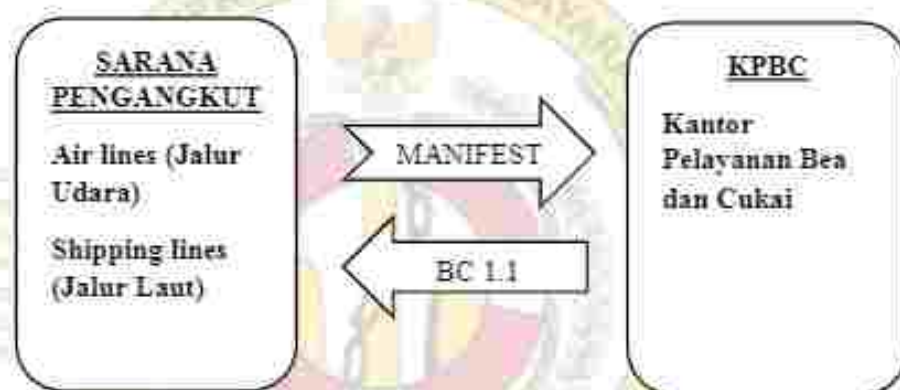 SARANA
PENGANGKUT
Air lines (Jalur
Udara)
Shipping lines
(Jalur Laut)
MANIFEST
BC 1.1
KPBC
Kantor
Pelayanan Bea
dan Cukai